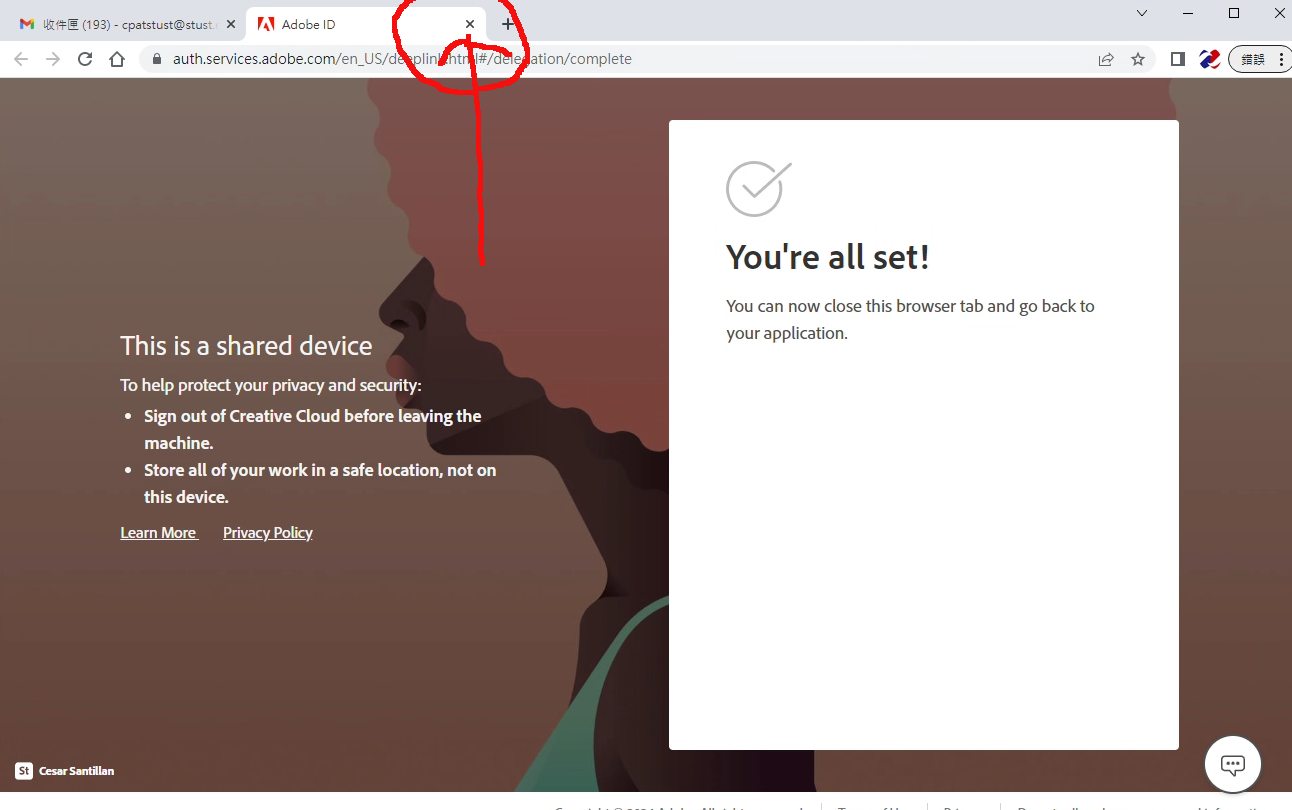 收件匣 (193) - cpatstust@stust.
Adobe ID
auth.services.adobe.com/en_US/deeplink.html#/delegation/complete
錯誤
You're all set!
You can now close this browser tab and go back to
your application.
This is a shared device
To help protect your privacy and security:
• Sign out of Creative Cloud before leaving the
machine.
• Store all of your work in a safe location, not on
this device.
Learn More Privacy Policy
St Cesar Santillan